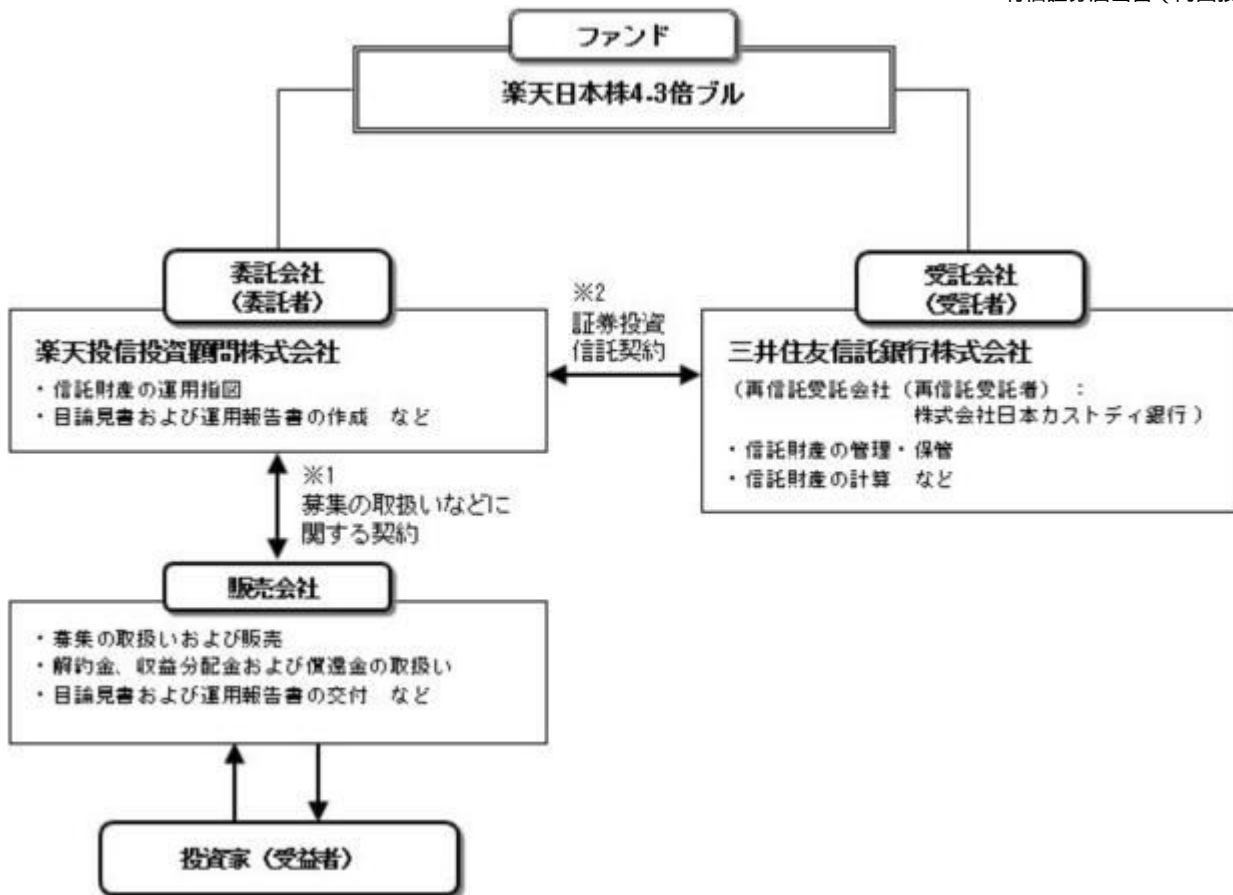 ファンド
楽天日本株4.3倍ブル
委託会社
（委託者）
楽天投信投資顧問株式会社
・信託財産の運用指図
・目論見書および運用報告書の作成　など
※2
証券投資
信託契約
受託会社
（受託者）
三井住友信託銀行株式会社
（再信託受託会社（再信託受託者）：
株式会社日本カストディ銀行）
・信託財産の管理・保管
・信託財産の計算　など
※1
募集の取扱いなどに
関する契約
販売会社
・募集の取扱いおよび販売
・解約金、収益分配金および償還金の取扱い
・目論見書および運用報告書の交付　など
投資家（受益者）